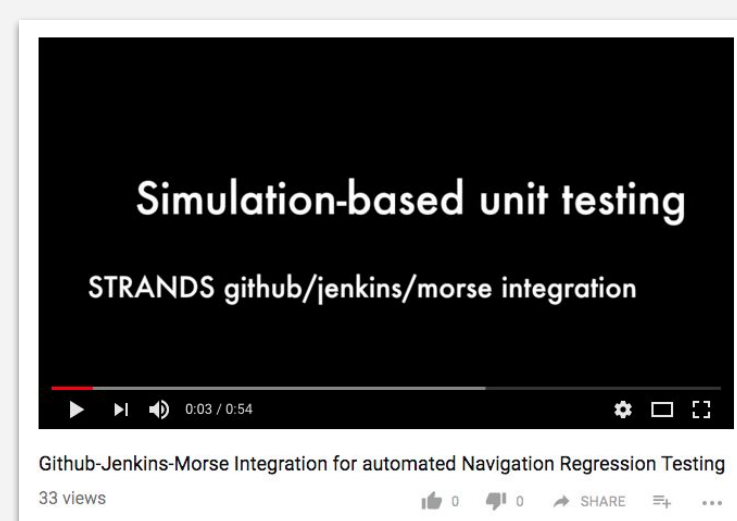 Simulation-based unit testing
STRANDS github/jenkins/morse integration
0:03 / 0:54
Github-Jenkins-Morse Integration for automated Navigation Regression Testing
33 views 0 0 SHARE